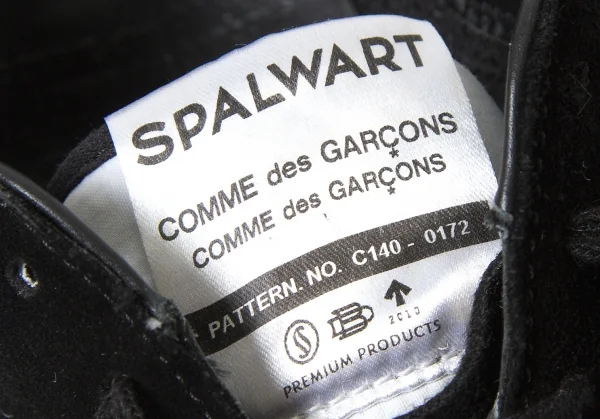 SPALWART
COMME des GARÇONS
COMME des GARÇONS
PATTERN. NO. C140 - 0172
S B
2010
PREMIUM PRODUCTS